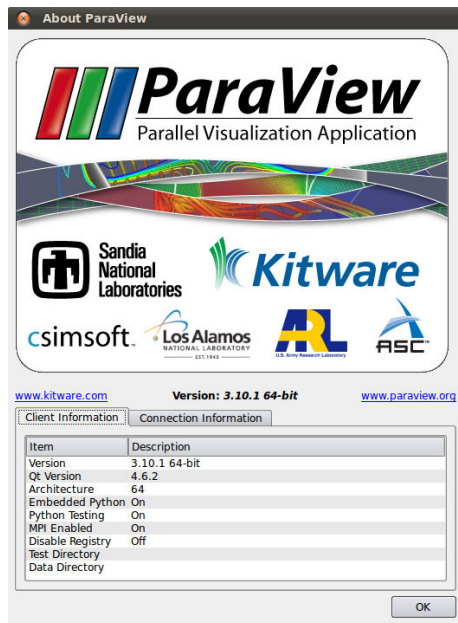 About ParaView
ParaView
Parallel Visualization Application
Sandia
National
Laboratories
Kitware
csimsoft™
Los Alamos
NATIONAL LABORATORY
EST. 1943
ARL
U.S. Army Research Laboratory
ASC™
www.kitware.com Version: 3.10.1 64-bit www.paraview.org
Client Information Connection Information
Item Description
Version 3.10.1 64-bit
Qt Version 4.6.2
Architecture 64
Embedded Python On
Python Testing On
MPI Enabled On
Disable Registry Off
Test Directory
Data Directory
OK